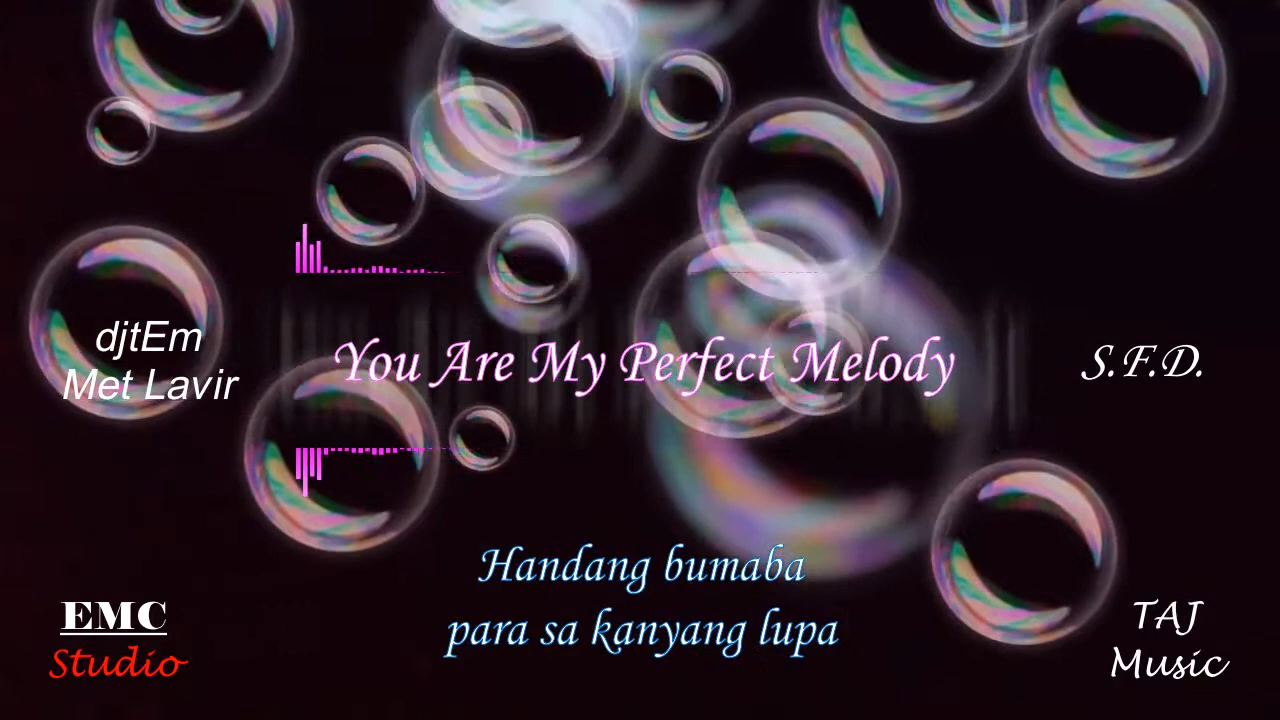 djtEm
Met Lavir
You Are My Perfect Melody
S.F.D.
Handang bumaba
para sa kanyang lupa
EMC
Studio
TAJ
Music